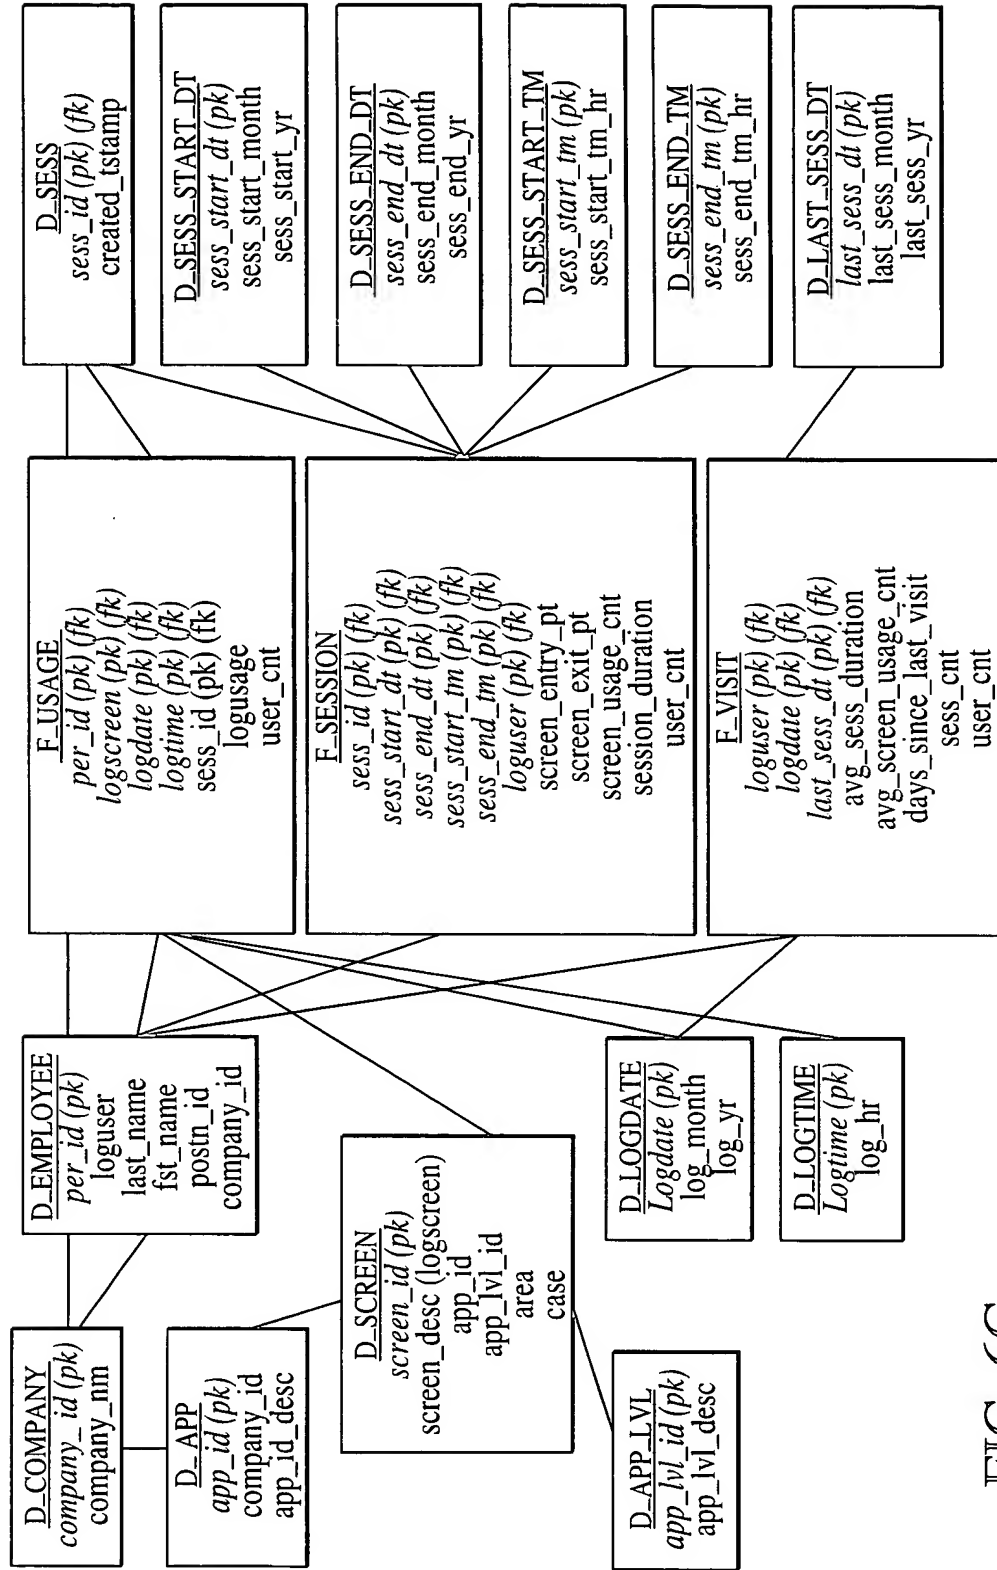 D_COMPANY
company_id (pk)
company_nm
D_APP
app_id (pk)
company_id
app_id_desc
D_APP_LVL
app_lvl_id (pk)
app_lvl_desc
D_EMPLOYEE
per_id (pk)
loguser
last_name
fst_name
postn_id
company_id
D_SCREEN
screen_id (pk)
screen_desc (logscreen)
app_id
app_lvl_id
area
case
D_LOGDATE
Logdate (pk)
log_month
log_yr
D_LOGTIME
Logtime (pk)
log_hr
F_USAGE
per_id (pk) (fk)
logscreen (pk) (fk)
logdate (pk) (fk)
logtime (pk) (fk)
sess_id (pk) (fk)
logusage
user_cnt
F_SESSION
sess_id (pk) (fk)
sess_start_dt (pk) (fk)
sess_end_dt (pk) (fk)
sess_start_tm (pk) (fk)
sess_end_tm (pk) (fk)
loguser (pk) (fk)
screen_entry_pt
screen_exit_pt
screen_usage_cnt
session_duration
user_cnt
F_VISIT
loguser (pk) (fk)
logdate (pk) (fk)
last_sess_dt (pk) (fk)
avg_sess_duration
avg_screen_usage_cnt
days_since_last_visit
sess_cnt
user_cnt
D_SESS
sess_id (pk) (fk)
created_tstamp
D_SESS_START_DT
sess_start_dt (pk)
sess_start_month
sess_start_yr
D_SESS_END_DT
sess_end_dt (pk)
sess_end_month
sess_end_yr
D_SESS_START_TM
sess_start_tm (pk)
sess_start_tm_hr
D_SESS_END_TM
sess_end_tm (pk)
sess_end_tm_hr
D_LAST_SESS_DT
last_sess_dt (pk)
last_sess_month
last_sess_yr